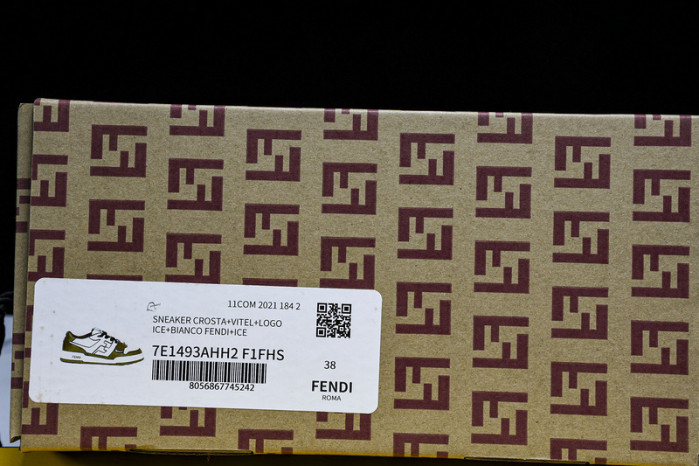 11COM 2021 184 2
SNEAKER CROSTA+VITEL+LOGO
ICE+BIANCO FENDI+ICE
7E1493AHH2 F1FHS
8056867745242
38
FENDI
ROMA